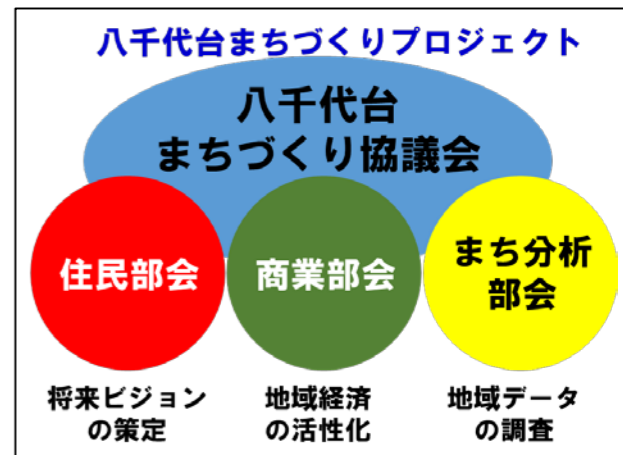 八千代台まちづくりプロジェクト
八千代台
まちづくり協議会
住民部会
商業部会
まち分析
部会
将来ビジョン
の策定
地域経済
の活性化
地域データ
の調査